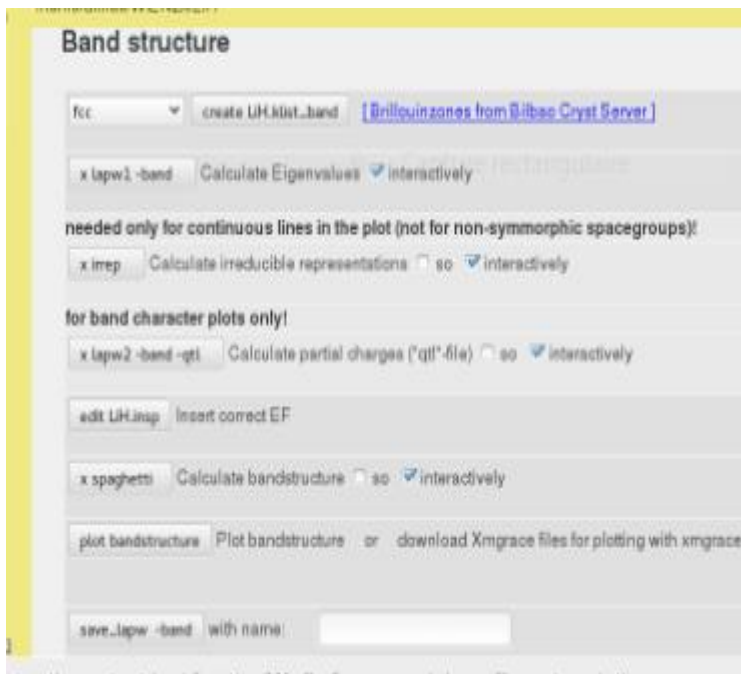 Band structure
fcc create LiH.klist_band [ Brillouinzones from Bilbao Cryst Server ]
x lapw1 -band Calculate Eigenvalues interactively
needed only for continuous lines in the plot (not for non-symmorphic spacegroups)!
x irrep Calculate irreducible representations so interactively
for band character plots only!
x lapw2 -band -qtl Calculate partial charges ("qtl"-file) so interactively
edit LiH.insp Insert correct EF
x spaghetti Calculate bandstructure so interactively
plot bandstructure Plot bandstructure or download Xmgrace files for plotting with xmgrace
save_lapw -band with name: